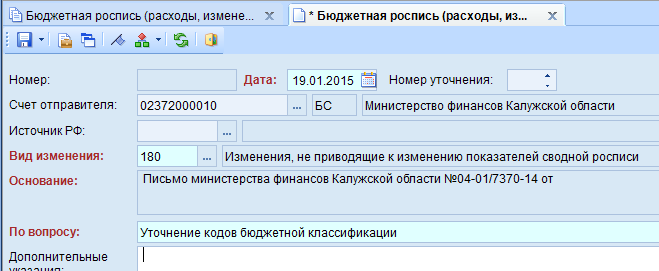 Бюджетная роспись (расходы, измене... * Бюджетная роспись (расходы, из...
Номер: Дата: 19.01.2015 Номер уточнения:
Счет отправителя: 02372000010 ... БС Министерство финансов Калужской области
Источник РФ: ...
Вид изменения: 180 ... Изменения, не приводящие к изменению показателей сводной росписи
Основание: Письмо министерства финансов Калужской области №04-01/7370-14 от
По вопросу: Уточнение кодов бюджетной классификации
Дополнительные
указания: